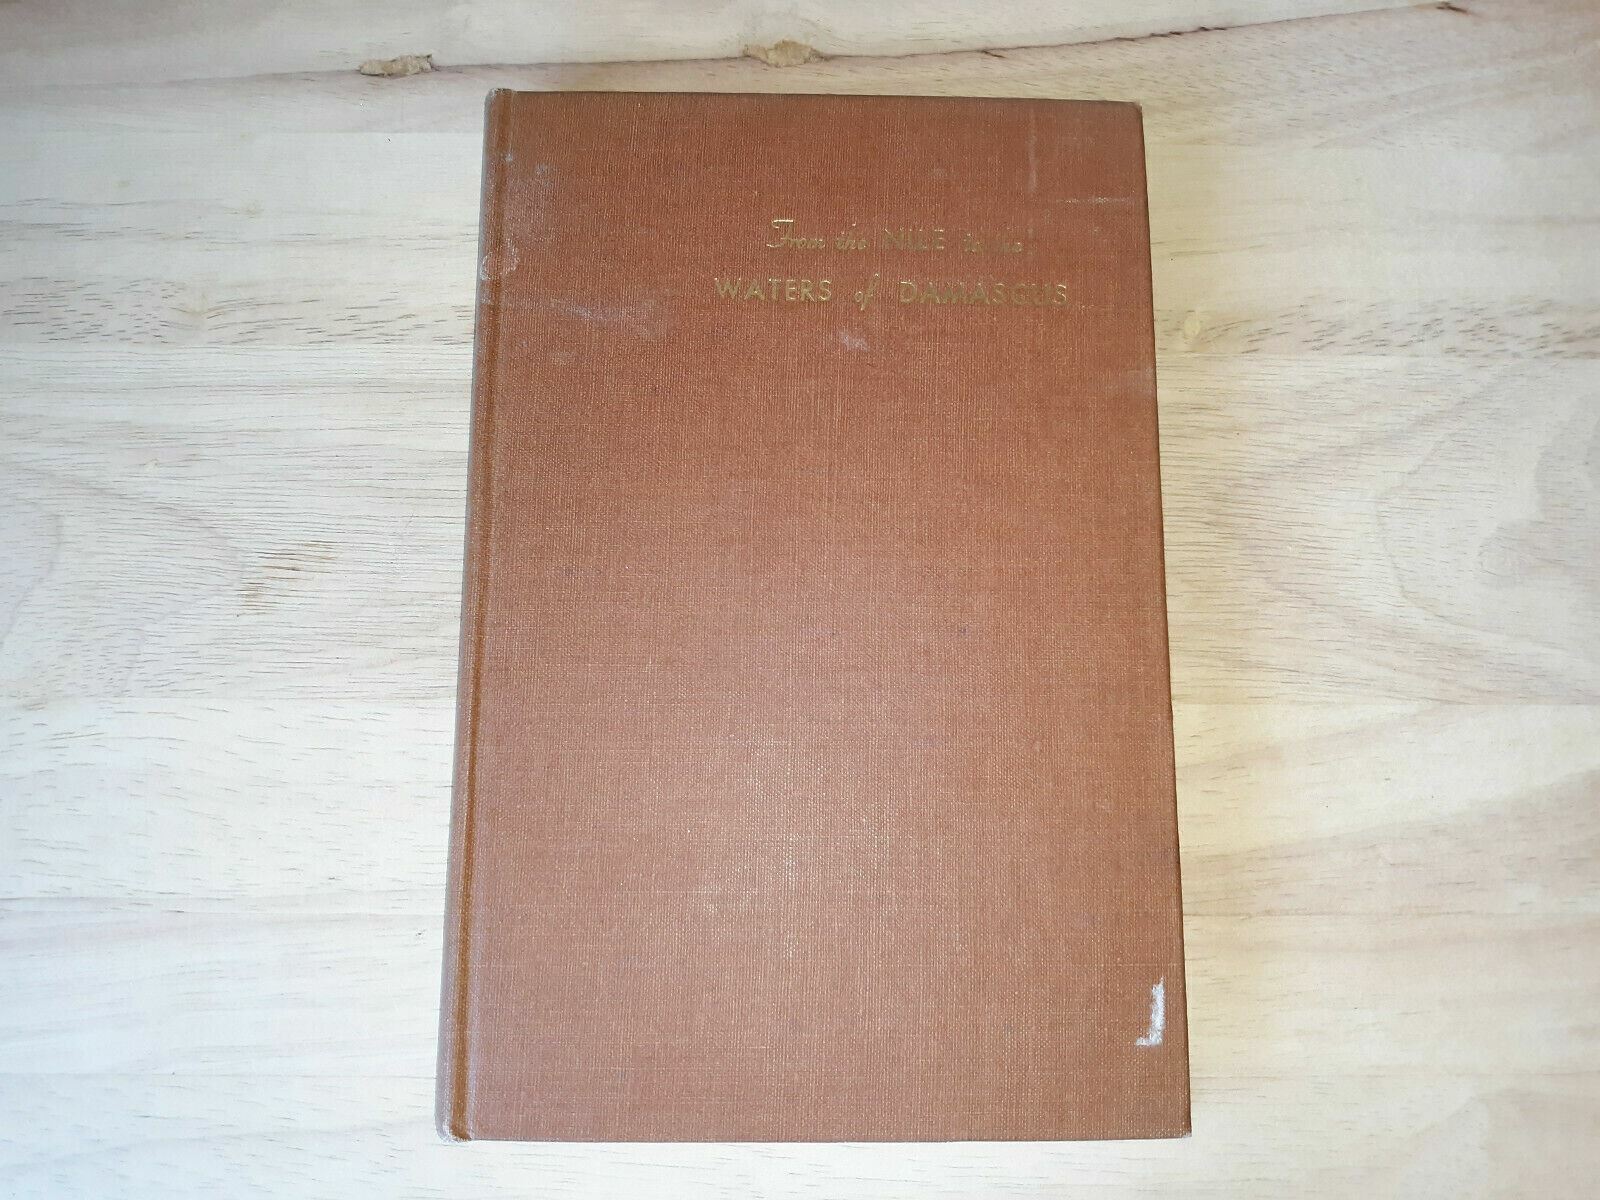 From the NILE to the
WATERS of DAMASCUS